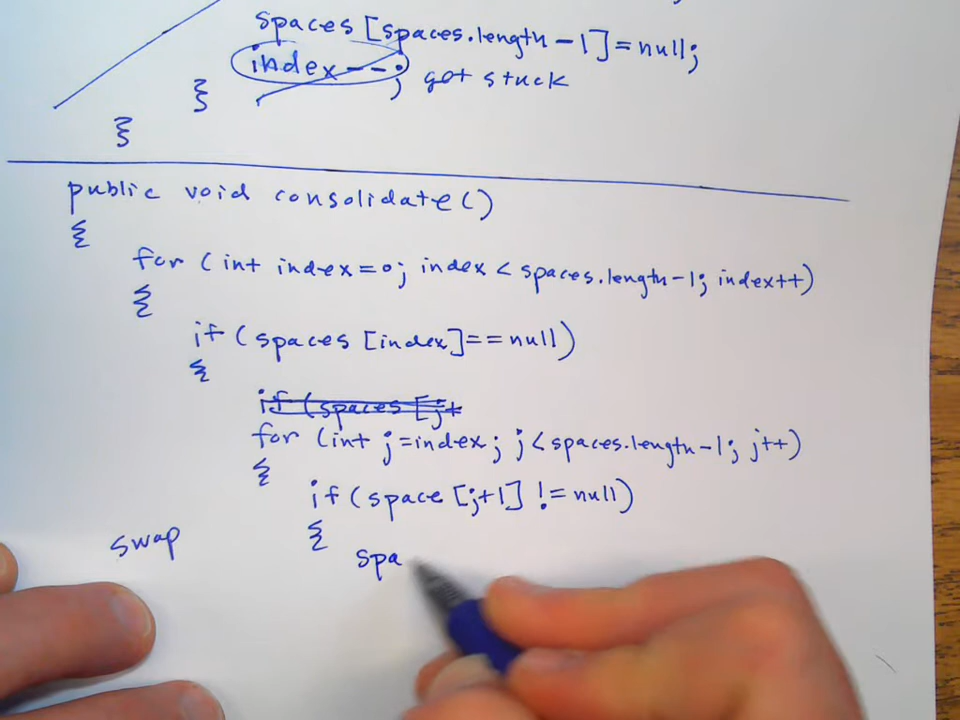 spaces [spaces.length -1]=null;
index--; got stuck
}
}
public void consolidate()
{
for (int index=0; index < spaces.length-1; index++)
{
if (spaces [index]==null)
{
if (spaces [j+
for (int j=index; j<spaces.length-1; j++)
{
if (space [j+1] != null)
{
swap
spa